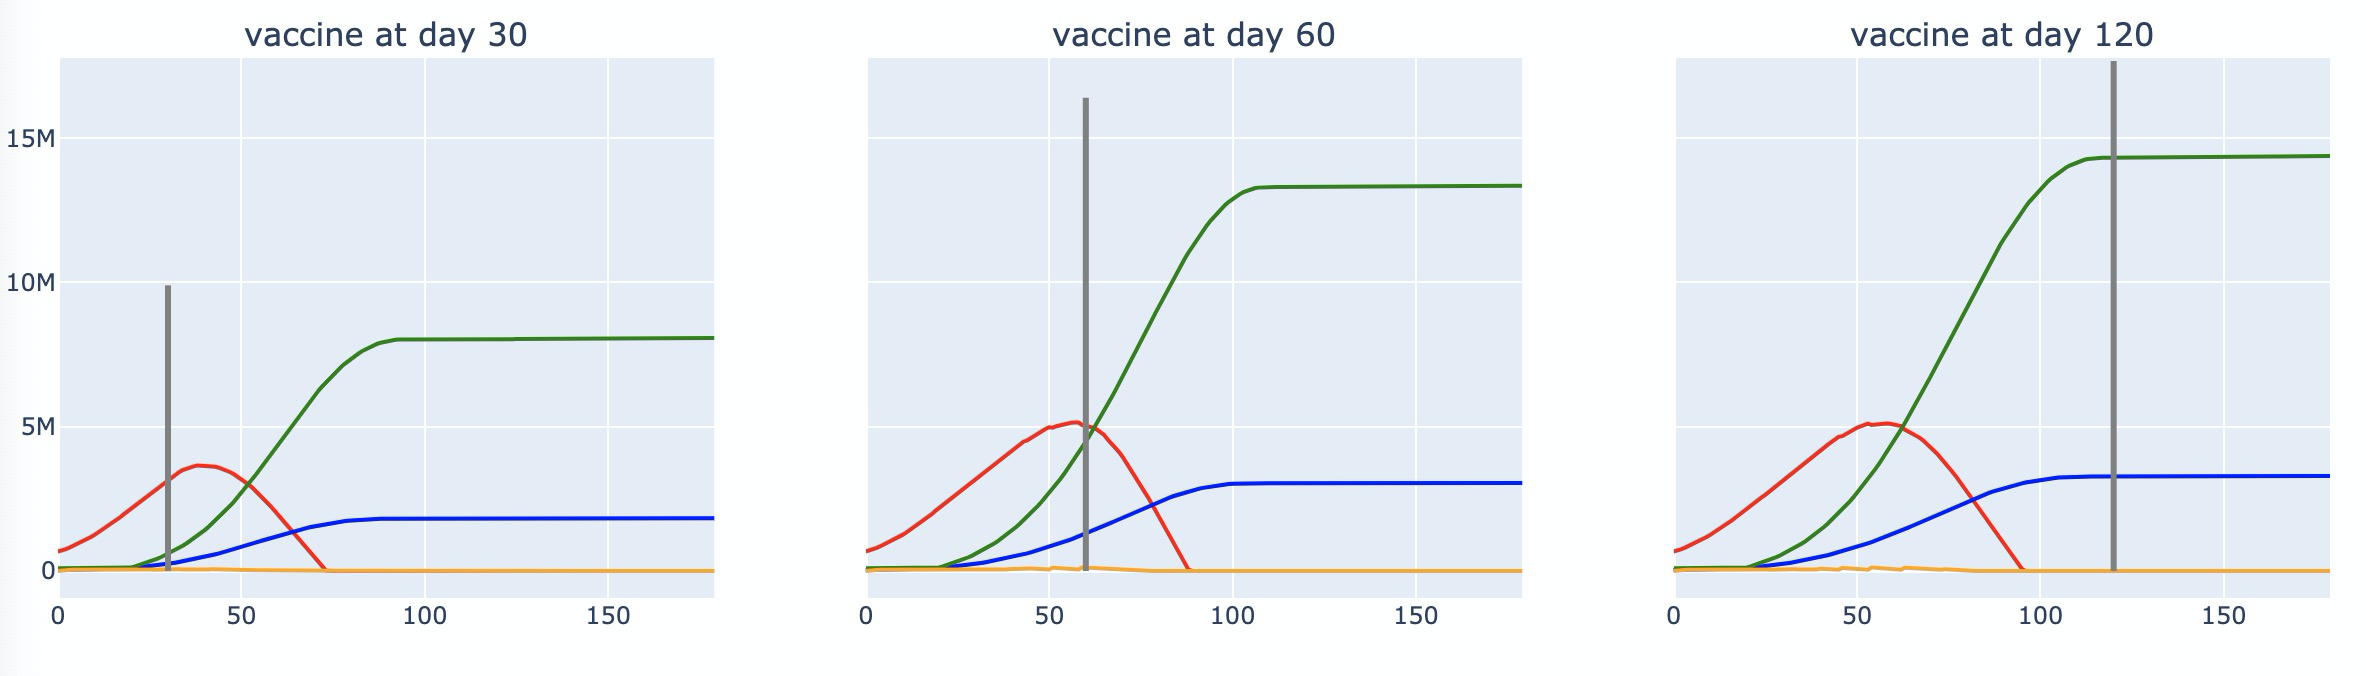 vaccine at day 30
vaccine at day 60
vaccine at day 120
15M
10M
5M
0
0 50 100 150
0 50 100 150
0 50 100 150